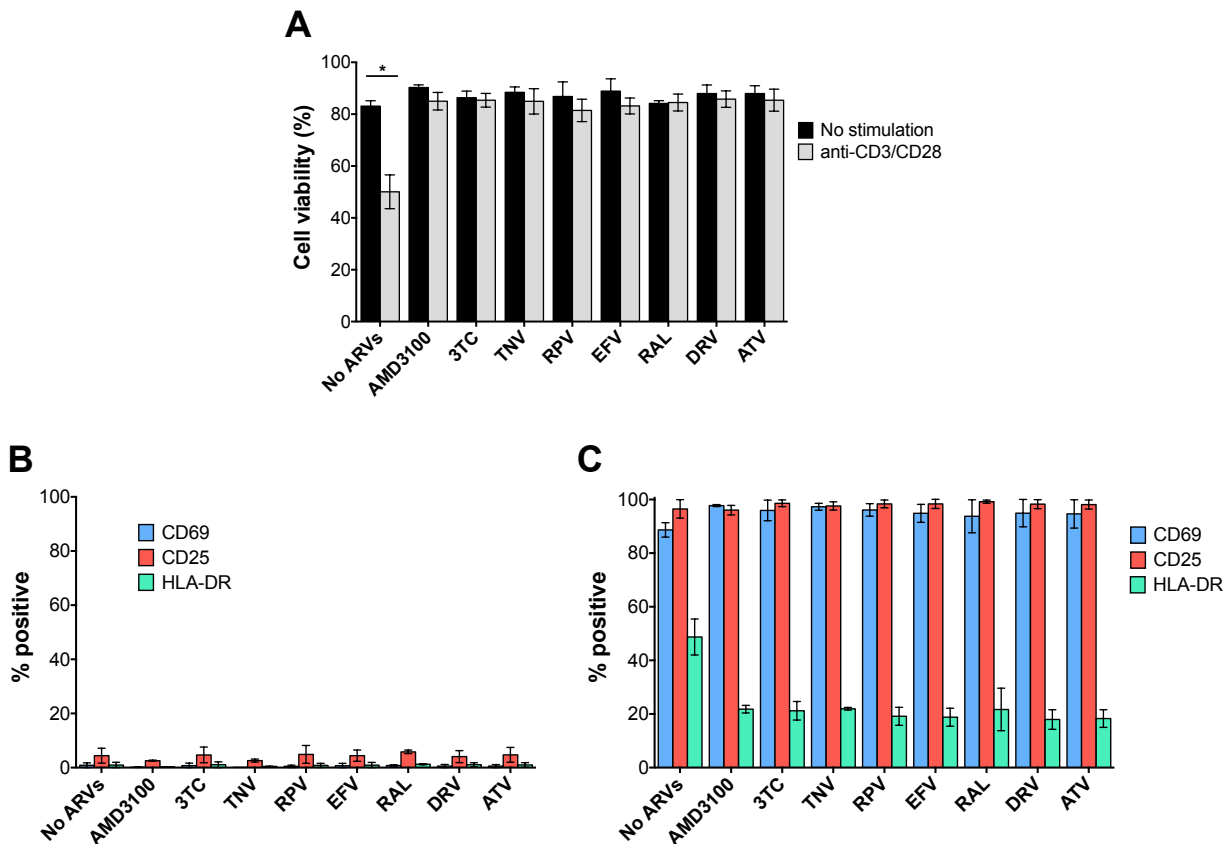 A
Cell viability (%)
100
80
60
40
20
0
*
No stimulation
anti-CD3/CD28
No ARVs
AMD3100
3TC
TNV
RPV
EFV
RAL
DRV
ATV
B
% positive
100
80
60
40
20
0
CD69
CD25
HLA-DR
No ARVs
AMD3100
3TC
TNV
RPV
EFV
RAL
DRV
ATV
C
% positive
100
80
60
40
20
0
CD69
CD25
HLA-DR
No ARVs
AMD3100
3TC
TNV
RPV
EFV
RAL
DRV
ATV